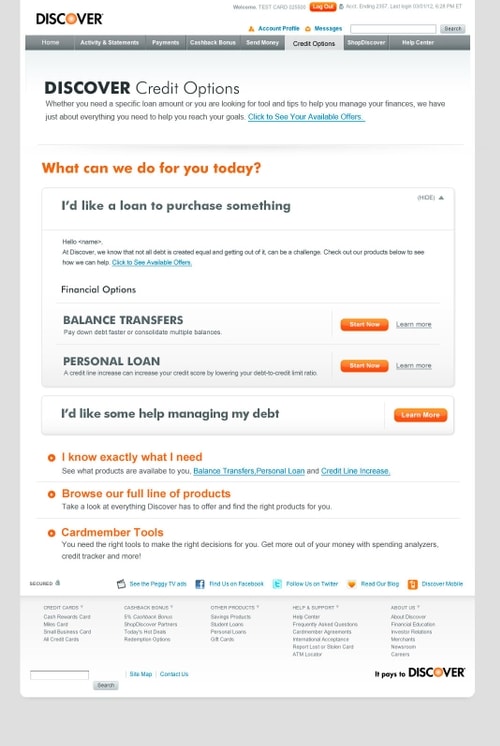 DISCOVER
Welcome, TEST CARD 025500 Log Out Acct. Ending 2157. Last login 03/01/12, 6:28 PM ET
Account Profile Messages Search
Home Activity & Statements Payments Cashback Bonus Send Money Credit Options ShopDiscover Help Center
DISCOVER Credit Options
Whether you need a specific loan amount or you are looking for tool and tips to help you manage your finances, we have
just about everything you need to help you reach your goals. Click to See Your Available Offers.
What can we do for you today?
I'd like a loan to purchase something (HIDE)
Hello <name>,
At Discover, we know that not all debt is created equal and getting out of it, can be a challenge. Check out our products below to see
how we can help. Click to See Available Offers.
Financial Options
BALANCE TRANSFERS
Pay down debt faster or consolidate multiple balances.
Start Now Learn more
PERSONAL LOAN
A credit line increase can increase your credit score by lowering your debt-to-credit limit ratio.
Start Now Learn more
I'd like some help managing my debt Learn More
I know exactly what I need
See what products are availabe to you, Balance Transfers,Personal Loan and Credit Line Increase.
Browse our full line of products
Take a look at everything Discover has to offer and find the right products for you.
Cardmember Tools
You need the right tools to make the right decisions for you. Get more out of your money with spending analyzers,
credit tracker and more!
SECURED See the Peggy TV ads Find Us on Facebook Follow Us on Twitter Read Our Blog Discover Mobile
CREDIT CARDS
Cash Rewards Card
Miles Card
Small Business Card
All Credit Cards
CASHBACK BONUS
5% Cashback Bonus
ShopDiscover Partners
Today's Hot Deals
Redemption Options
OTHER PRODUCTS
Savings Products
Student Loans
Personal Loans
Gift Cards
HELP & SUPPORT
Help Center
Frequently Asked Questions
Cardmember Agreements
International Acceptance
Report Lost or Stolen Card
ATM Locator
ABOUT US
About Discover
Financial Education
Investor Relations
Merchants
Newsroom
Careers
Search
Site Map | Contact Us
It pays to DISCOVER